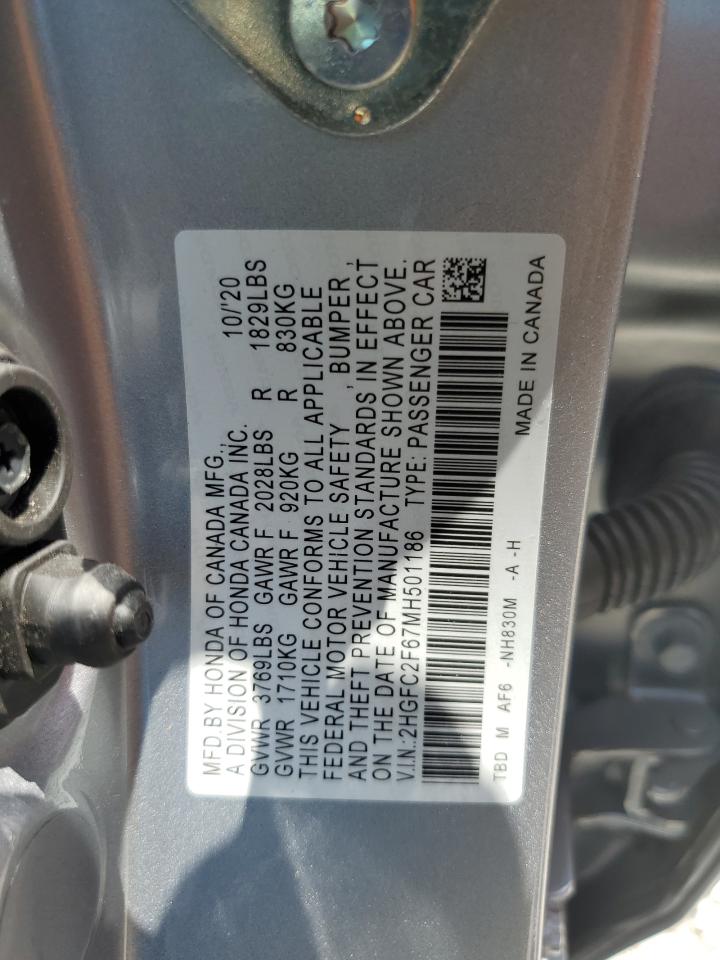 MFD.BY HONDA OF CANADA MFG., 10/'20
A DIVISION OF HONDA CANADA INC.
GVWR 3769LBS GAWR F 2028LBS R 1829LBS
GVWR 1710KG GAWR F 920KG R 830KG
THIS VEHICLE CONFORMS TO ALL APPLICABLE
FEDERAL MOTOR VEHICLE SAFETY , BUMPER ,
AND THEFT PREVENTION STANDARDS IN EFFECT
ON THE DATE OF MANUFACTURE SHOWN ABOVE.
V.I.N.:2HGFC2F67MH501186 TYPE: PASSENGER CAR
TBD M AF6 -NH830M -A -H MADE IN CANADA